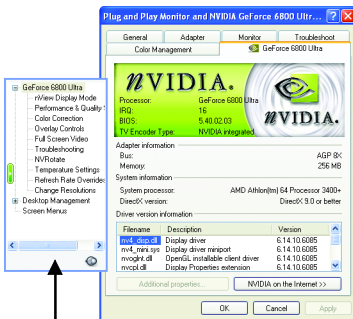 Plug and Play Monitor and NVIDIA GeForce 6800 Ultr...
General Adapter Monitor Troubleshoot
Color Management GeForce 6800 Ultra
GeForce 6800 Ultra
nView Display Mode
Performance & Quality
Color Correction
Overlay Controls
Full Screen Video
Troubleshooting
NVRotate
Temperature Settings
Refresh Rate Overrides
Change Resolutions
Desktop Management
Screen Menus
NVIDIA.
Processor: GeForce 6800 Ultra
IRQ: 16
BIOS: 5.40.02.03
TV Encoder Type: NVIDIA integrated
NVIDIA.
Adapter information
Bus: AGP 8X
Memory: 256 MB
System information
System processor: AMD Athlon(tm) 64 Processor 3400+
DirectX version: DirectX 9.0 or better
Driver version information
Filename Description Version
nv4_disp.dll Display driver 6.14.10.6085
nv4_mini.sys Display driver miniport 6.14.10.6085
nvoglnt.dll OpenGL installable client driver 6.14.10.6085
nvcpl.dll Display Properties extension 6.14.10.6085
Additional properties... NVIDIA on the Internet >>
OK Cancel Apply